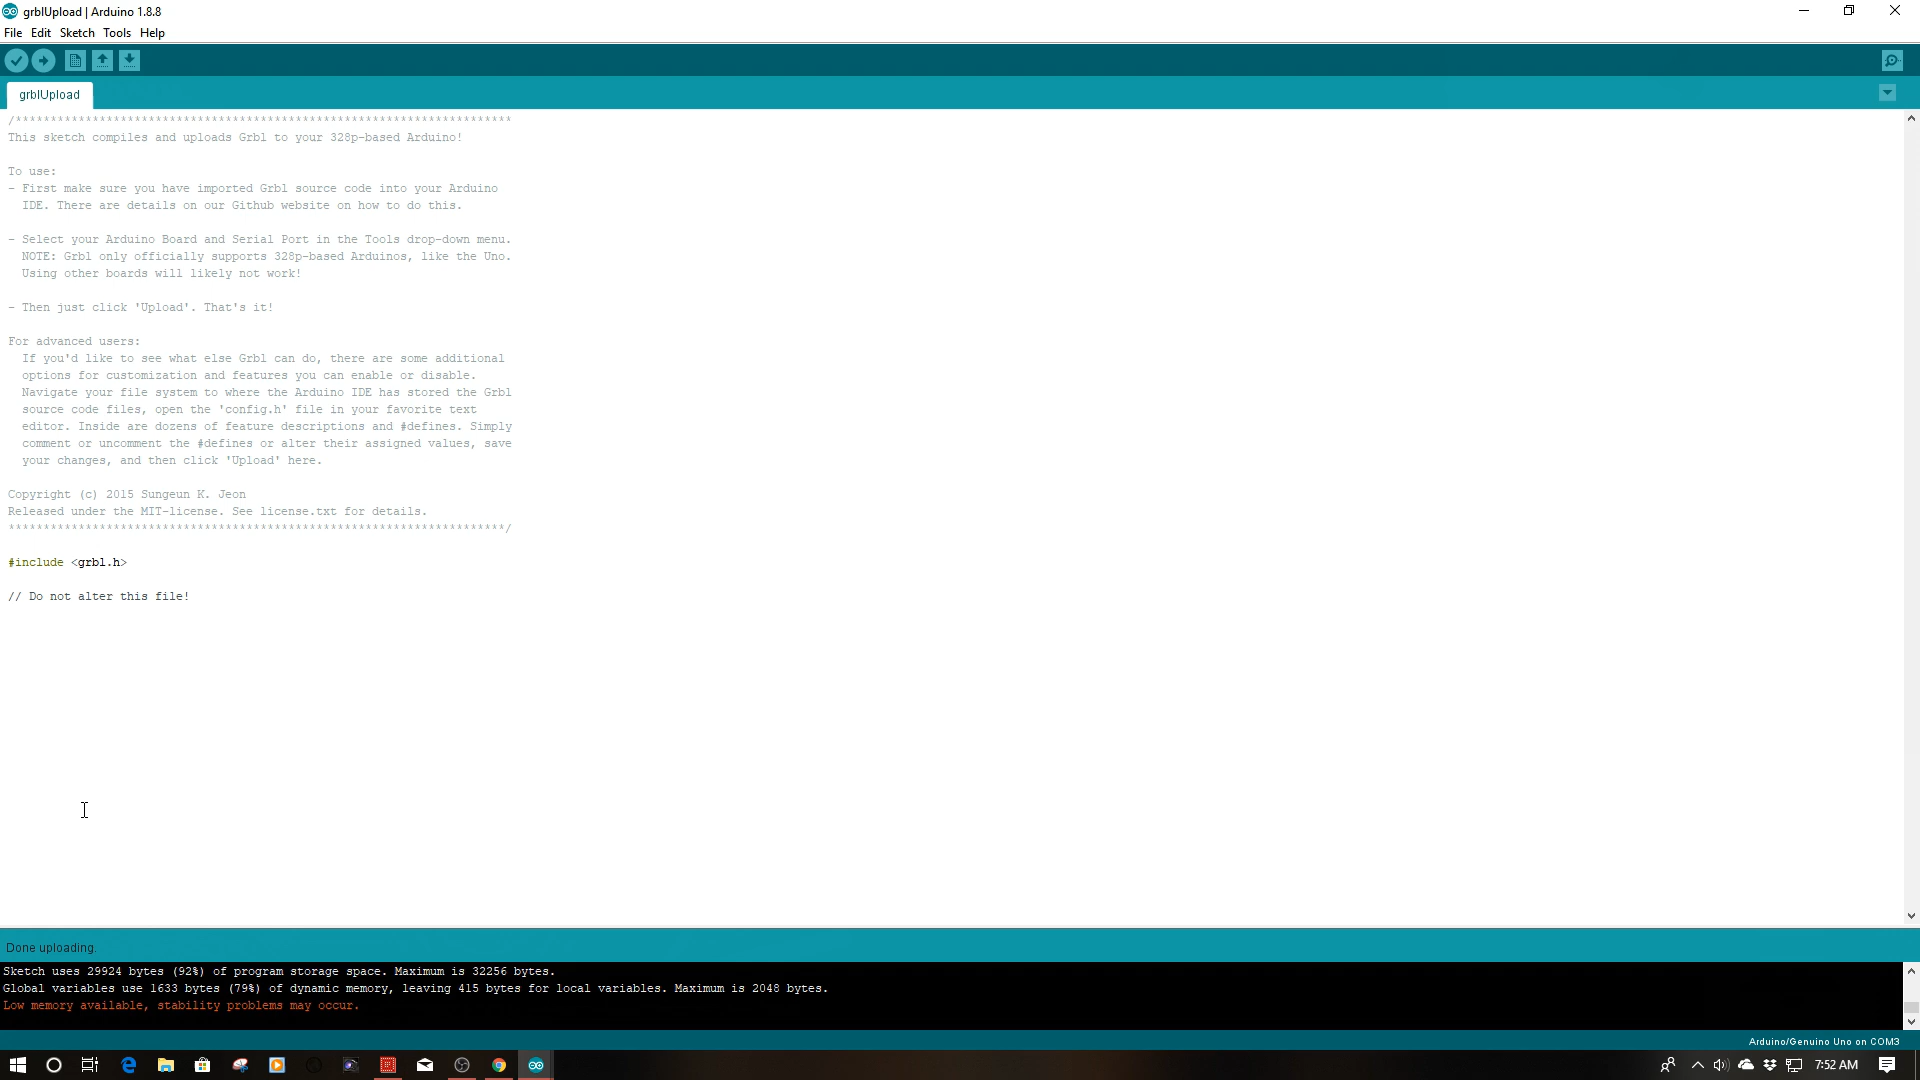 grblUpload | Arduino 1.8.8
File Edit Sketch Tools Help
grblUpload
/***********************************************************************
This sketch compiles and uploads Grbl to your 328p-based Arduino!
To use:
- First make sure you have imported Grbl source code into your Arduino
IDE. There are details on our Github website on how to do this.
- Select your Arduino Board and Serial Port in the Tools drop-down menu.
NOTE: Grbl only officially supports 328p-based Arduinos, like the Uno.
Using other boards will likely not work!
- Then just click 'Upload'. That's it!
For advanced users:
If you'd like to see what else Grbl can do, there are some additional
options for customization and features you can enable or disable.
Navigate your file system to where the Arduino IDE has stored the Grbl
source code files, open the 'config.h' file in your favorite text
editor. Inside are dozens of feature descriptions and #defines. Simply
comment or uncomment the #defines or alter their assigned values, save
your changes, and then click 'Upload' here.
Copyright (c) 2015 Sungeun K. Jeon
Released under the MIT-license. See license.txt for details.
***********************************************************************/
#include <grbl.h>
// Do not alter this file!
Done uploading.
Sketch uses 29924 bytes (92%) of program storage space. Maximum is 32256 bytes.
Global variables use 1633 bytes (79%) of dynamic memory, leaving 415 bytes for local variables. Maximum is 2048 bytes.
Low memory available, stability problems may occur.
Arduino/Genuino Uno on COM3
7:52 AM